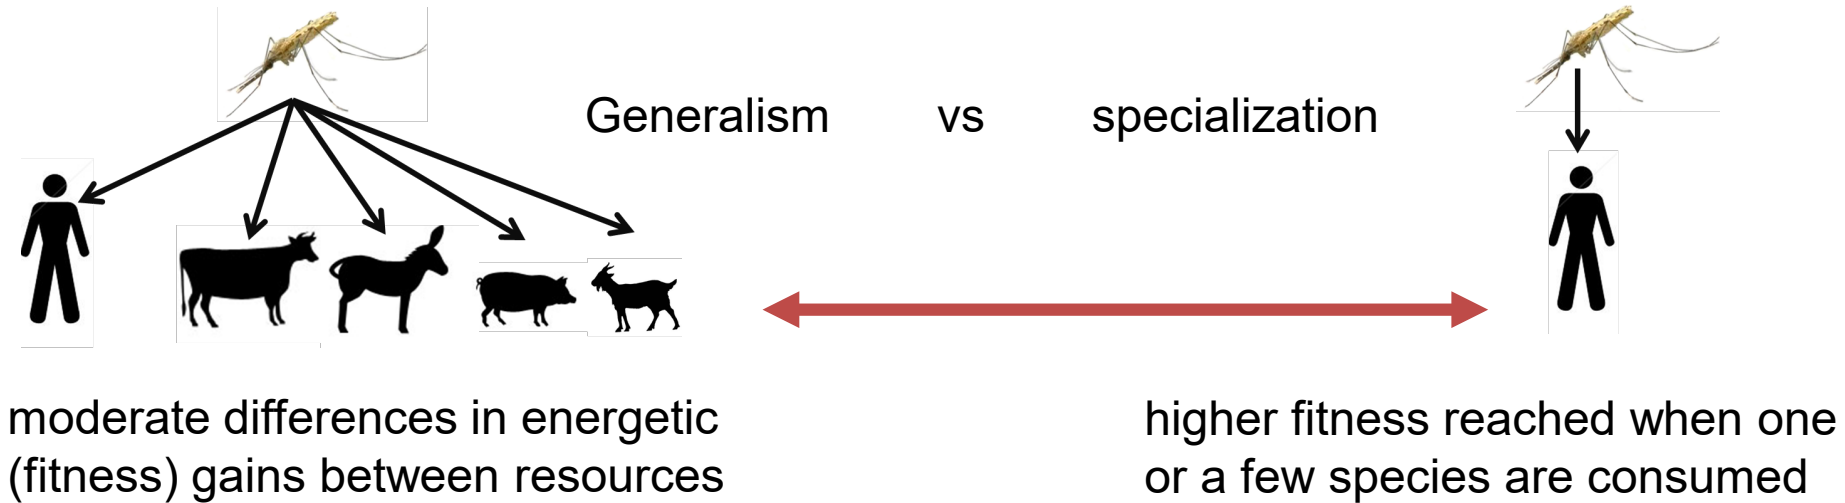 Generalism vs specialization
moderate differences in energetic
(fitness) gains between resources
higher fitness reached when one
or a few species are consumed